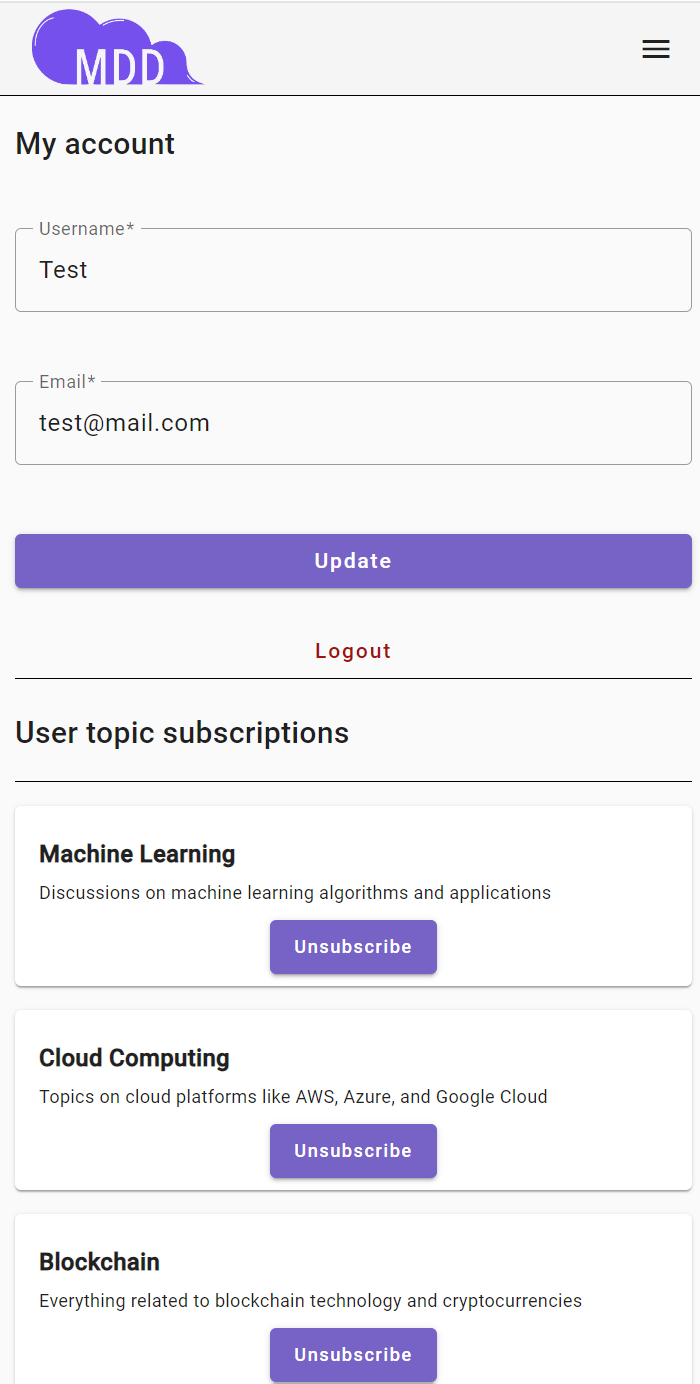 MDD
My account
Username*
Test
Email*
test@mail.com
Update
Logout
User topic subscriptions
Machine Learning
Discussions on machine learning algorithms and applications
Unsubscribe
Cloud Computing
Topics on cloud platforms like AWS, Azure, and Google Cloud
Unsubscribe
Blockchain
Everything related to blockchain technology and cryptocurrencies
Unsubscribe